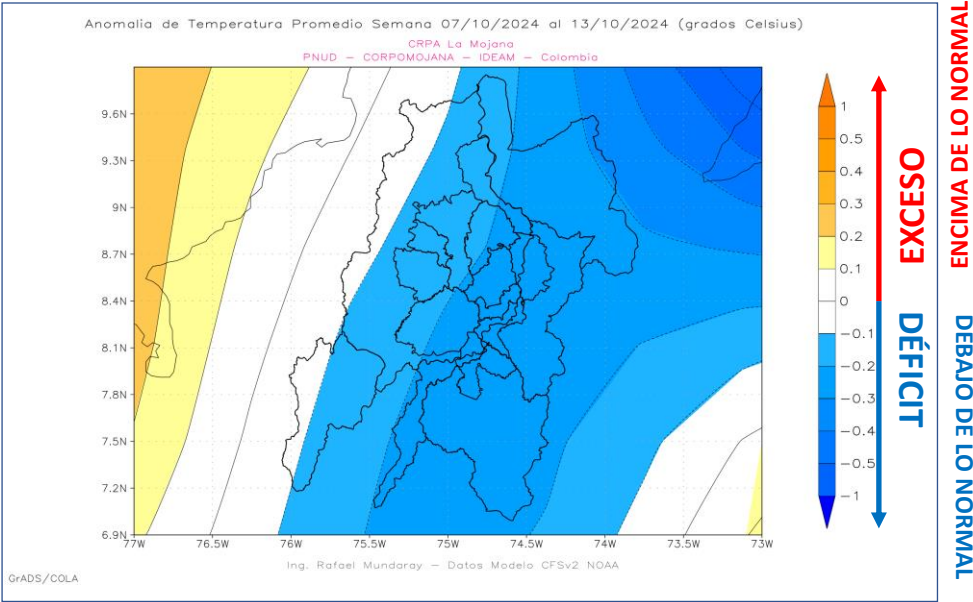 Anomalia de Temperatura Promedio Semana 07/10/2024 al 13/10/2024 (grados Celsius)
CRPA La Mojana
PNUD – CORPOMOJANA – IDEAM – Colombia
9.6N
9.3N
9N
8.7N
8.4N
8.1N
7.8N
7.5N
7.2N
6.9N
77W 76.5W 76W 75.5W 75W 74.5W 74W 73.5W 73W
1
0.5
0.4
0.3
0.2
0.1
0
−0.1
−0.2
−0.3
−0.4
−0.5
−1
EXCESO
DÉFICIT
ENCIMA DE LO NORMAL
DEBAJO DE LO NORMAL
Ing. Rafael Mundaray – Datos Modelo CFSv2 NOAA
GrADS/COLA